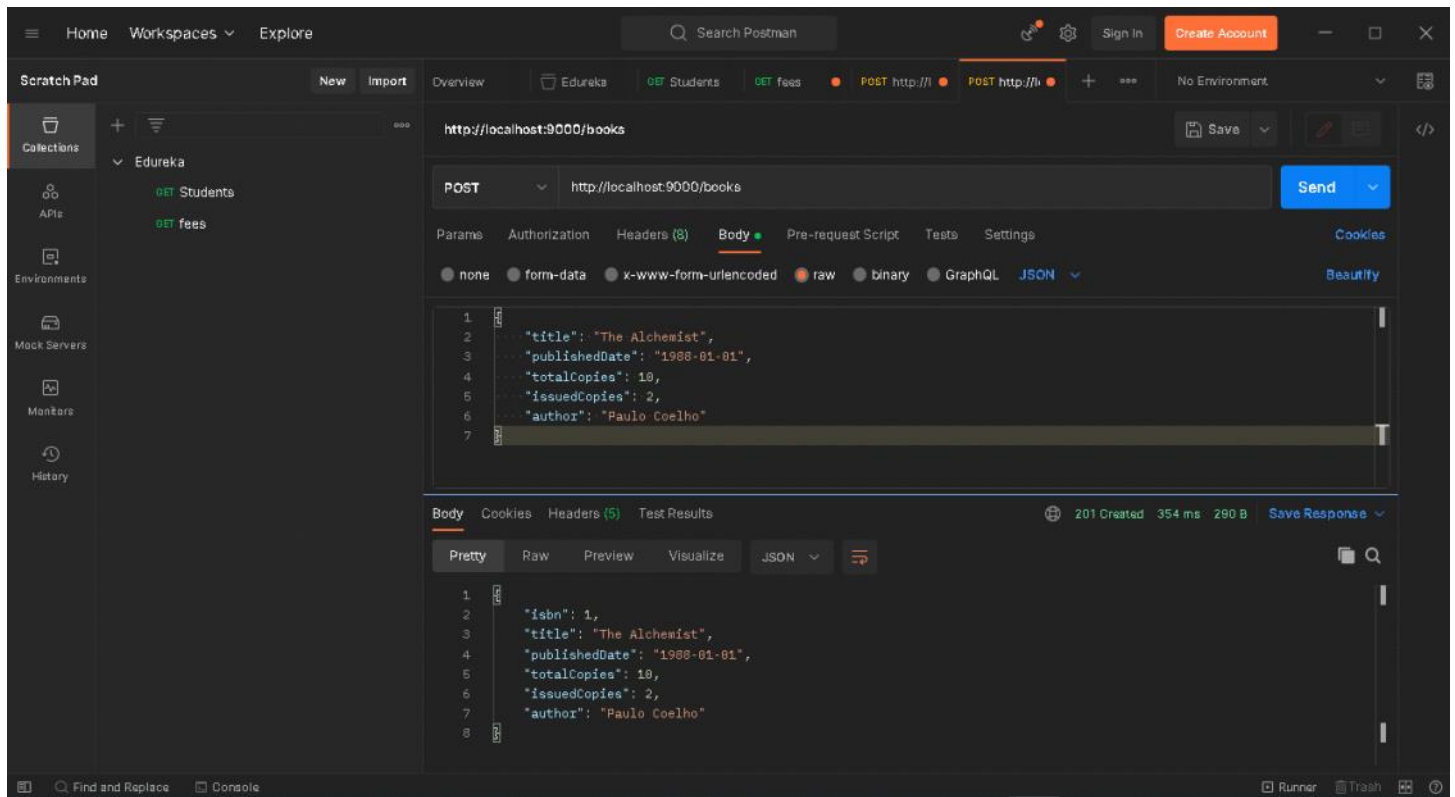 Home Workspaces Explore Search Postman Sign In Create Account
Scratch Pad New Import Overview Edureka GET Students GET fees POST http://l POST http://lo No Environment
Collections
APIs
Environments
Mock Servers
Monitors
History
Edureka
GET Students
GET fees
http://localhost:9000/books Save
POST http://localhost:9000/books Send
Params Authorization Headers (8) Body Pre-request Script Tests Settings Cookies
none form-data x-www-form-urlencoded raw binary GraphQL JSON Beautify
1 {
2 "title": "The Alchemist",
3 "publishedDate": "1988-01-01",
4 "totalCopies": 10,
5 "issuedCopies": 2,
6 "author": "Paulo Coelho"
7 }
Body Cookies Headers (5) Test Results 201 Created 354 ms 290 B Save Response
Pretty Raw Preview Visualize JSON
1 {
2 "isbn": 1,
3 "title": "The Alchemist",
4 "publishedDate": "1988-01-01",
5 "totalCopies": 10,
6 "issuedCopies": 2,
7 "author": "Paulo Coelho"
8 }
Find and Replace Console Runner Trash